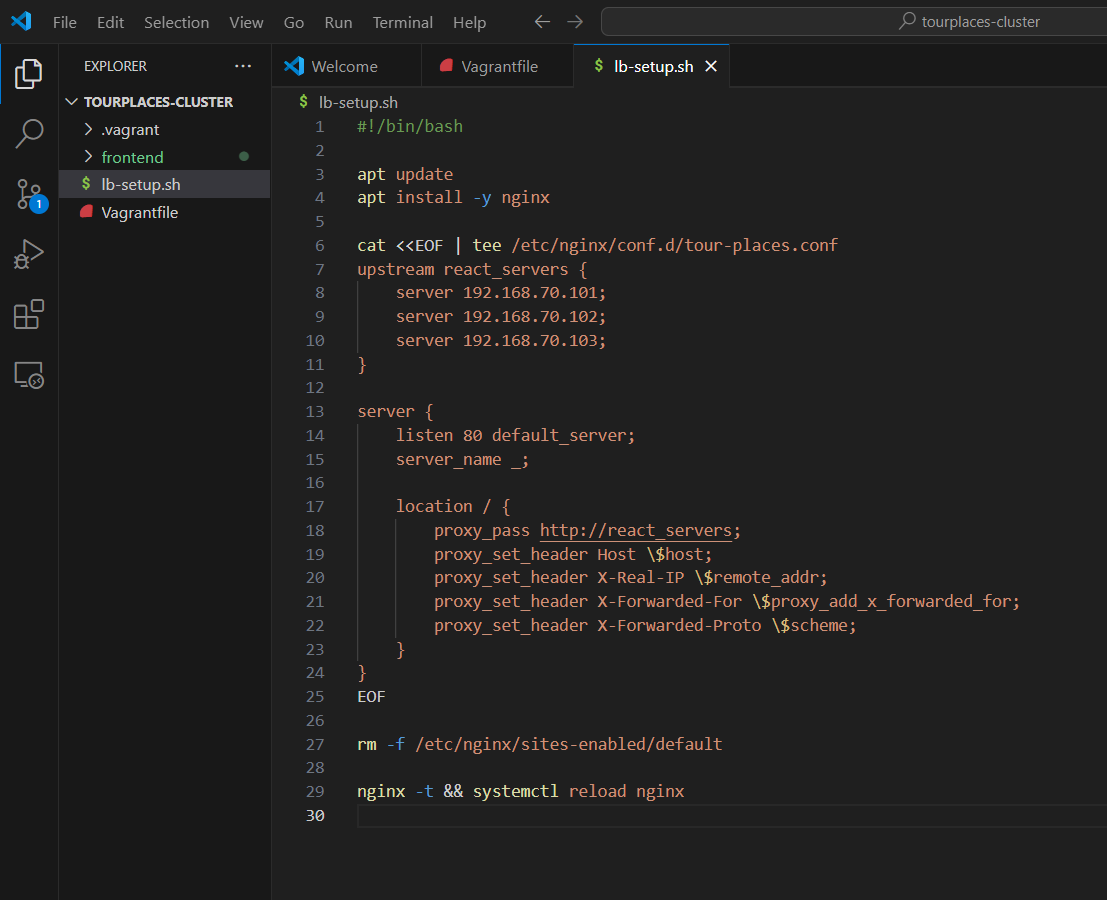 File Edit Selection View Go Run Terminal Help
tourplaces-cluster
EXPLORER
Welcome
Vagrantfile
$ lb-setup.sh
TOURPLACES-CLUSTER
.vagrant
frontend
$ lb-setup.sh
Vagrantfile
1
$ lb-setup.sh
1 #!/bin/bash
2
3 apt update
4 apt install -y nginx
5
6 cat <<EOF | tee /etc/nginx/conf.d/tour-places.conf
7 upstream react_servers {
8     server 192.168.70.101;
9     server 192.168.70.102;
10     server 192.168.70.103;
11 }
12
13 server {
14     listen 80 default_server;
15     server_name _;
16
17     location / {
18         proxy_pass http://react_servers;
19         proxy_set_header Host \$host;
20         proxy_set_header X-Real-IP \$remote_addr;
21         proxy_set_header X-Forwarded-For \$proxy_add_x_forwarded_for;
22         proxy_set_header X-Forwarded-Proto \$scheme;
23     }
24 }
25 EOF
26
27 rm -f /etc/nginx/sites-enabled/default
28
29 nginx -t && systemctl reload nginx
30